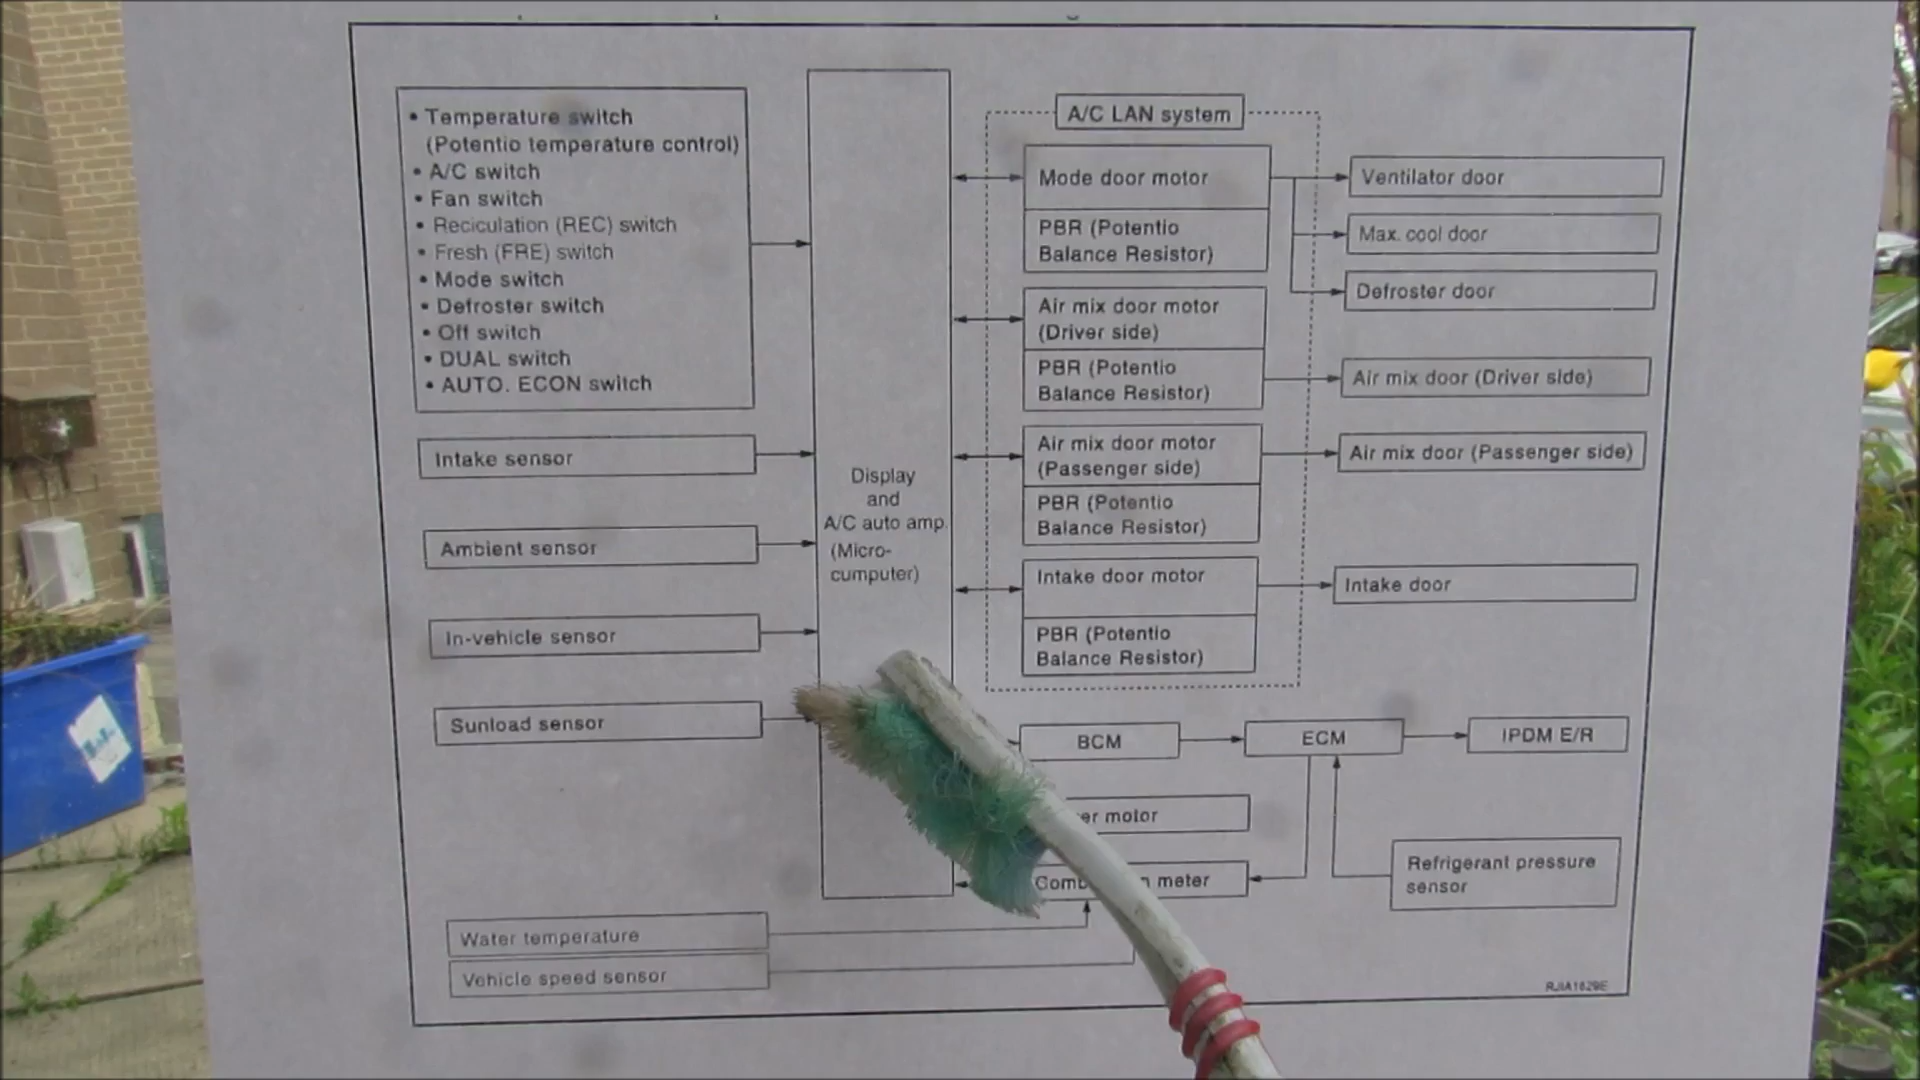 • Temperature switch
(Potentio temperature control)
• A/C switch
• Fan switch
• Reciculation (REC) switch
• Fresh (FRE) switch
• Mode switch
• Defroster switch
• Off switch
• DUAL switch
• AUTO. ECON switch
Intake sensor
Ambient sensor
In-vehicle sensor
Sunload sensor
Water temperature
Vehicle speed sensor
Display
and
A/C auto amp.
(Micro-
cumputer)
A/C LAN system
Mode door motor
PBR (Potentio
Balance Resistor)
Air mix door motor
(Driver side)
PBR (Potentio
Balance Resistor)
Air mix door motor
(Passenger side)
PBR (Potentio
Balance Resistor)
Intake door motor
PBR (Potentio
Balance Resistor)
Ventilator door
Max. cool door
Defroster door
Air mix door (Driver side)
Air mix door (Passenger side)
Intake door
BCM
ECM
IPDM E/R
motor
meter
Refrigerant pressure
sensor
RJIA1629E